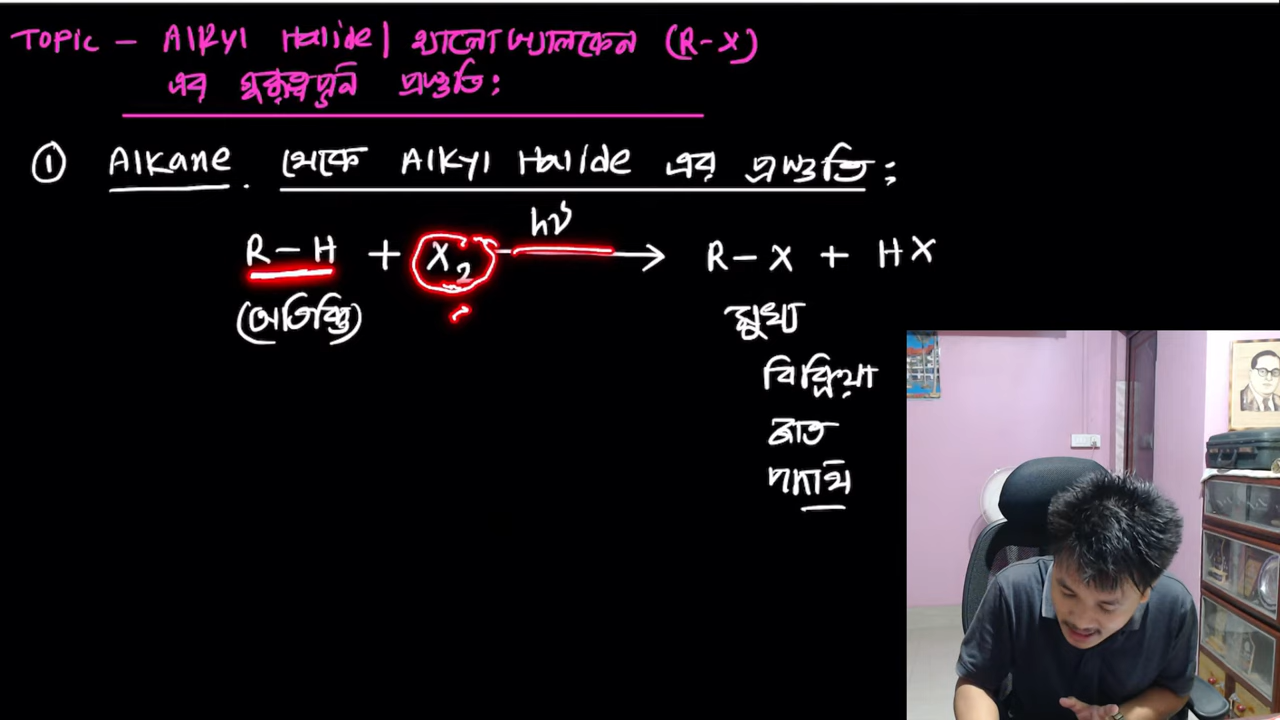 TOPIC - Alkyl Halide | হ্যালোঅ্যালকেন (R-X)
এর গুরুত্বপূর্ণ প্রস্তুতি:
① Alkane থেকে Alkyl Halide এর প্রস্তুতি:
hν
R-H + X₂ → R-X + HX
(অতিরিক্ত) মুখ্য
বিক্রিয়া
জাত
পদার্থ